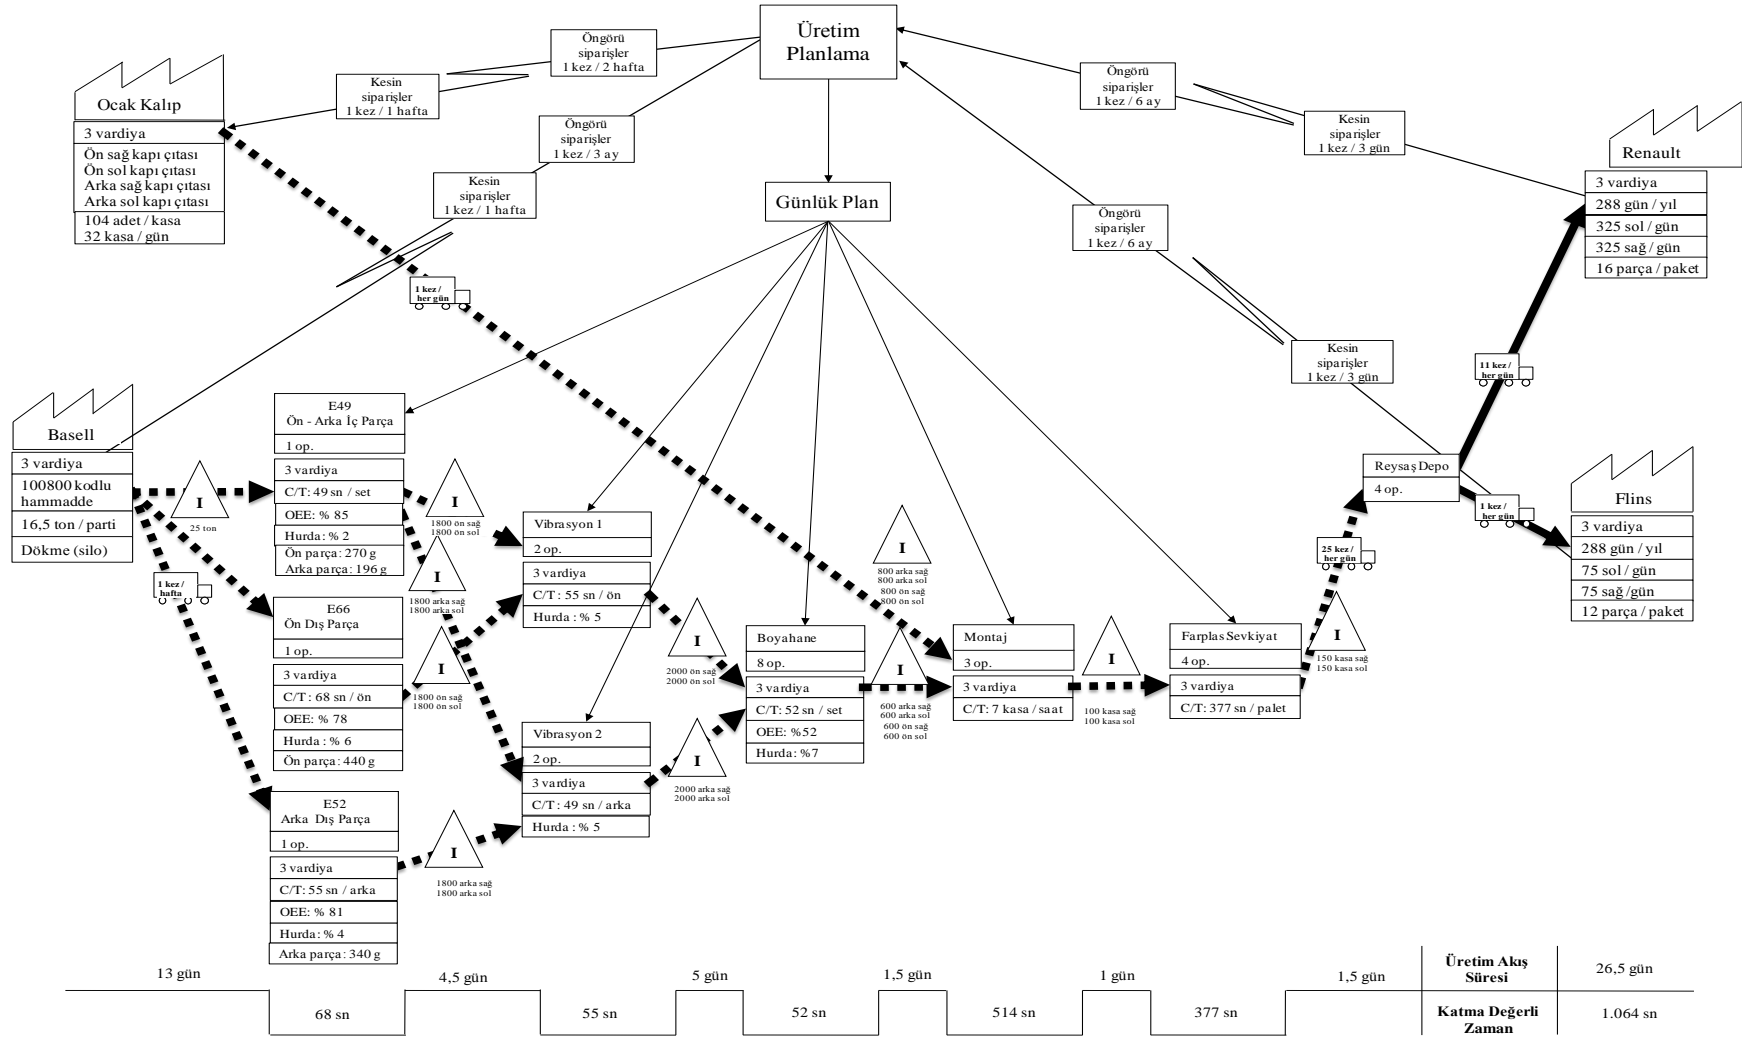 Üretim
Planlama
Öngörü
siparişler
1 kez / 2 hafta
Kesin
siparişler
1 kez / 1 hafta
Öngörü
siparişler
1 kez / 3 ay
Kesin
siparişler
1 kez / 1 hafta
Öngörü
siparişler
1 kez / 6 ay
Kesin
siparişler
1 kez / 3 gün
Öngörü
siparişler
1 kez / 6 ay
Kesin
siparişler
1 kez / 3 gün
Günlük Plan
Ocak Kalıp
3 vardiya
Ön sağ kapı çıtası
Ön sol kapı çıtası
Arka sağ kapı çıtası
Arka sol kapı çıtası
104 adet / kasa
32 kasa / gün
1 kez /
her gün
Renault
3 vardiya
288 gün / yıl
325 sol / gün
325 sağ / gün
16 parça / paket
11 kez /
her gün
Basell
3 vardiya
100800 kodlu
hammadde
16,5 ton / parti
Dökme (silo)
1 kez /
hafta
I
25 ton
E49
Ön - Arka İç Parça
1 op.
3 vardiya
C/T: 49 sn / set
OEE: % 85
Hurda: % 2
Ön parça: 270 g
Arka parça: 196 g
E66
Ön Dış Parça
1 op.
3 vardiya
C/T: 68 sn / ön
OEE: % 78
Hurda : % 6
Ön parça: 440 g
E52
Arka Dış Parça
1 op.
3 vardiya
C/T: 55 sn / arka
OEE: % 81
Hurda : % 4
Arka parça: 340 g
I
1800 ön sağ
1800 ön sol
I
1800 arka sağ
1800 arka sol
I
1800 ön sağ
1800 ön sol
I
1800 arka sağ
1800 arka sol
Vibrasyon 1
2 op.
3 vardiya
C/T: 55 sn / ön
Hurda : % 5
Vibrasyon 2
2 op.
3 vardiya
C/T : 49 sn / arka
Hurda : % 5
I
2000 ön sağ
2000 ön sol
I
2000 arka sağ
2000 arka sol
Boyahane
8 op.
3 vardiya
C/T: 52 sn / set
OEE: %52
Hurda: %7
I
800 arka sağ
800 arka sol
800 ön sağ
800 ön sol
I
600 arka sağ
600 arka sol
600 ön sağ
600 ön sol
Montaj
3 op.
3 vardiya
C/T: 7 kasa / saat
I
100 kasa sağ
100 kasa sol
Farplas Sevkiyat
4 op.
3 vardiya
C/T: 377 sn / palet
I
150 kasa sağ
150 kasa sol
25 kez /
her gün
Reysaş Depo
4 op.
1 kez /
her gün
Flins
3 vardiya
288 gün / yıl
75 sol / gün
75 sağ /gün
12 parça / paket
13 gün
4,5 gün
5 gün
1,5 gün
1 gün
1,5 gün
Üretim Akış
Süresi
26,5 gün
68 sn
55 sn
52 sn
514 sn
377 sn
Katma Değerli
Zaman
1.064 sn